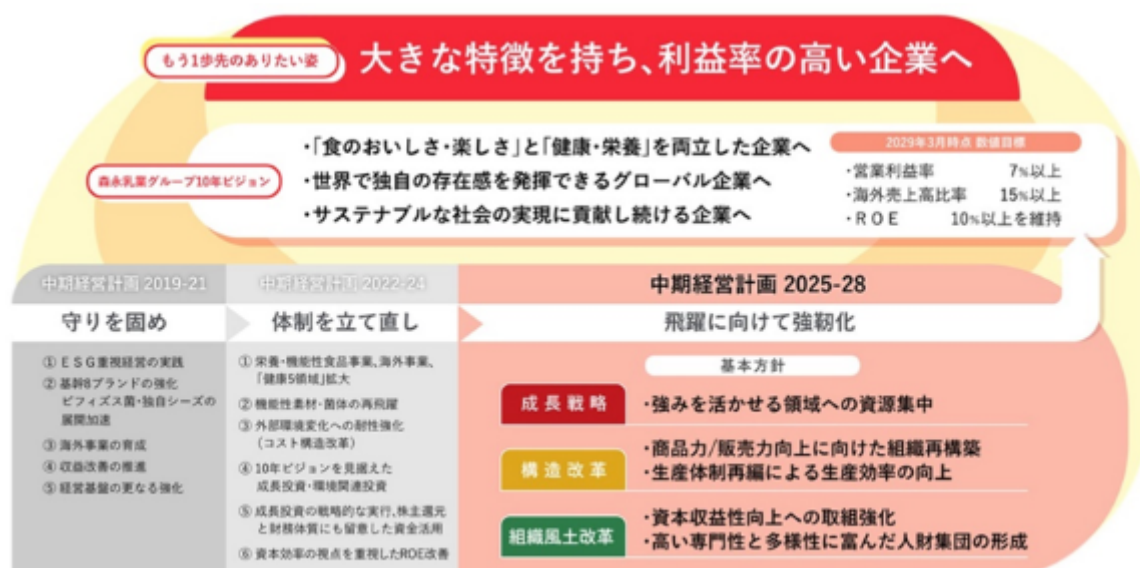 もう1歩先のありたい姿
大きな特徴を持ち、利益率の高い企業へ
森永乳業グループ10年ビジョン
・「食のおいしさ・楽しさ」と「健康・栄養」を両立した企業へ
・世界で独自の存在感を発揮できるグローバル企業へ
・サステナブルな社会の実現に貢献し続ける企業へ
2029年3月時点 数値目標
・営業利益率 7%以上
・海外売上高比率 15%以上
・ROE 10%以上を維持
中期経営計画 2019-21
守りを固め
① ESG重視経営の実践
② 基幹8ブランドの強化
ビフィズス菌・独自シーズの
展開加速
③ 海外事業の育成
④ 収益改善の推進
⑤ 経営基盤の更なる強化
中期経営計画 2022-24
体制を立て直し
① 栄養・機能性食品事業、海外事業、
「健康5領域」拡大
② 機能性素材・菌体の再飛躍
③ 外部環境変化への耐性強化
(コスト構造改革)
④ 10年ビジョンを見据えた
成長投資・環境関連投資
⑤ 成長投資の戦略的な実行、株主還元
と財務体質にも留意した資金活用
⑥ 資本効率の視点を重視したROE改善
中期経営計画 2025-28
飛躍に向けて強靭化
基本方針
成長戦略
・強みを活かせる領域への資源集中
構造改革
・商品力/販売力向上に向けた組織再構築
・生産体制再編による生産効率の向上
組織風土改革
・資本収益性向上への取組強化
・高い専門性と多様性に富んだ人財集団の形成